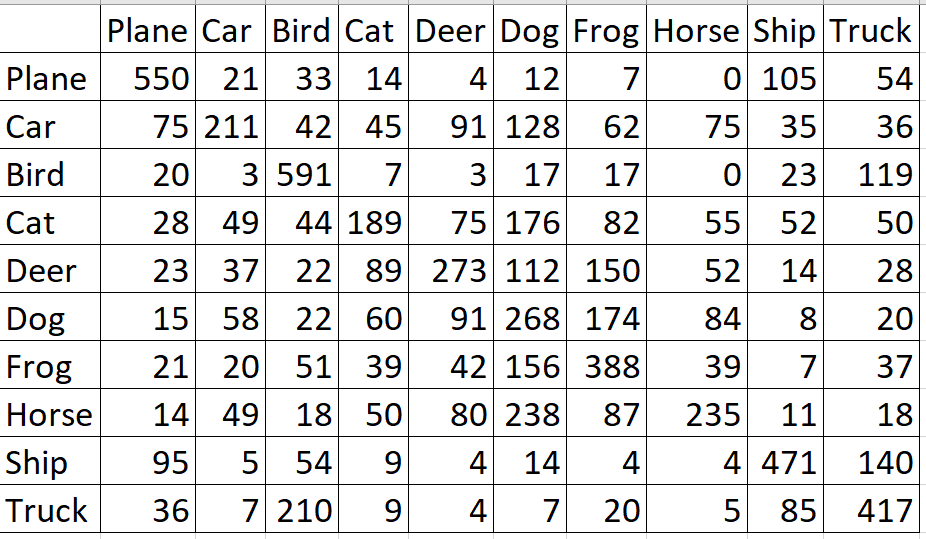 Plane Car Bird Cat Deer Dog Frog Horse Ship Truck
Plane 550 21 33 14 4 12 7 0 105 54
Car 75 211 42 45 91 128 62 75 35 36
Bird 20 3 591 7 3 17 17 0 23 119
Cat 28 49 44 189 75 176 82 55 52 50
Deer 23 37 22 89 273 112 150 52 14 28
Dog 15 58 22 60 91 268 174 84 8 20
Frog 21 20 51 39 42 156 388 39 7 37
Horse 14 49 18 50 80 238 87 235 11 18
Ship 95 5 54 9 4 14 4 4 471 140
Truck 36 7 210 9 4 7 20 5 85 417